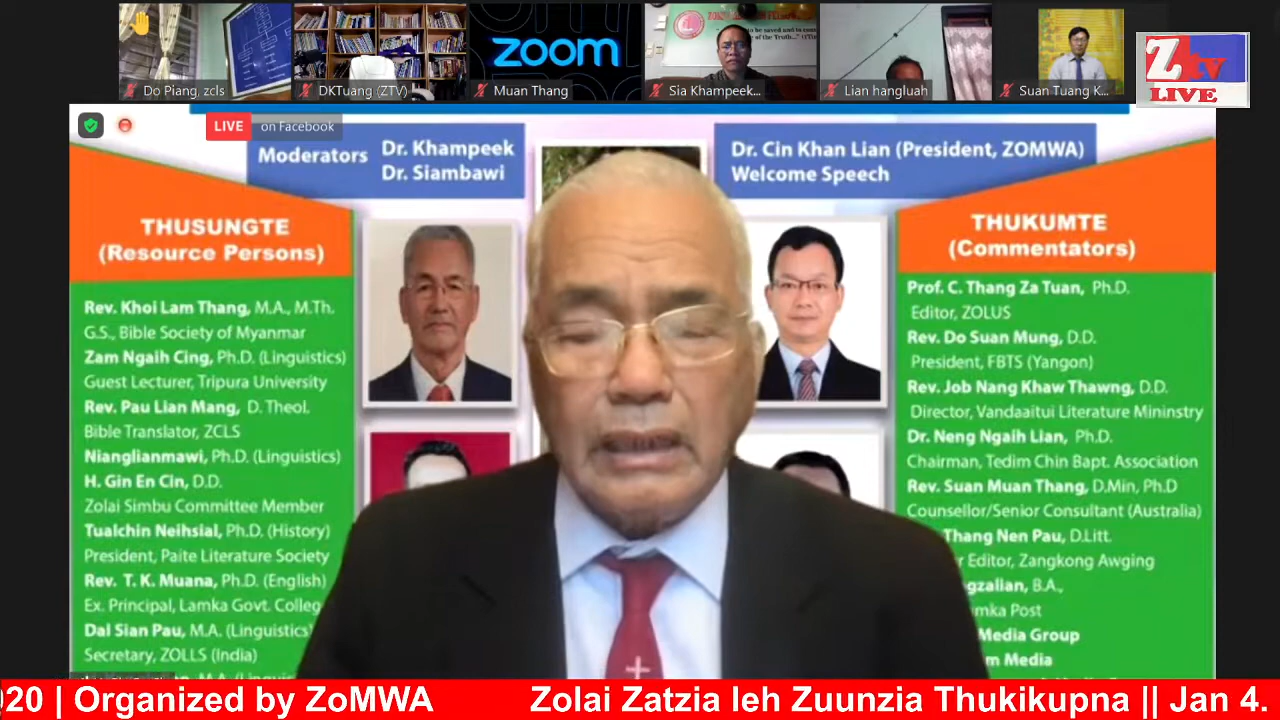 Do Piang, zcls
DKTuang (ZTV)
zoom
Muan Thang
Sia Khampeek...
Lian hangluah
Suan Tuang K...
Z tv
LIVE
LIVE on Facebook
Moderators Dr. Khampeek
Dr. Siambawi
Dr. Cin Khan Lian (President, ZOMWA)
Welcome Speech
THUSUNGTE
(Resource Persons)
Rev. Khoi Lam Thang, M.A., M.Th.
G.S., Bible Society of Myanmar
Zam Ngaih Cing, Ph.D. (Linguistics)
Guest Lecturer, Tripura University
Rev. Pau Lian Mang, D. Theol.
Bible Translator, ZCLS
Nianglianmawi, Ph.D. (Linguistics)
H. Gin En Cin, D.D.
Zolai Simbu Committee Member
Tualchin Neihsial, Ph.D. (History)
President, Paite Literature Society
Rev. T. K. Muana, Ph.D. (English)
Ex. Principal, Lamka Govt. Colleg
Dal Sian Pau, M.A. (Linguistics)
Secretary, ZOLLS (India)
THUKUMTE
(Commentators)
Prof. C. Thang Za Tuan, Ph.D.
Editor, ZOLUS
Rev. Do Suan Mung, D.D.
President, FBTS (Yangon)
Rev. Job Nang Khaw Thawng, D.D.
Director, Vandaaitui Literature Mininstry
Dr. Neng Ngaih Lian, Ph.D.
Chairman, Tedim Chin Bapt. Association
Rev. Suan Muan Thang, D.Min, Ph.D
Counsellor/Senior Consultant (Australia)
Thang Nen Pau, D.Litt.
r Editor, Zangkong Awging
gzalian, B.A.,
mka Post
Media Group
m Media
020 | Organized by ZoMWA Zolai Zatzia leh Zuunzia Thukikupna || Jan 4.